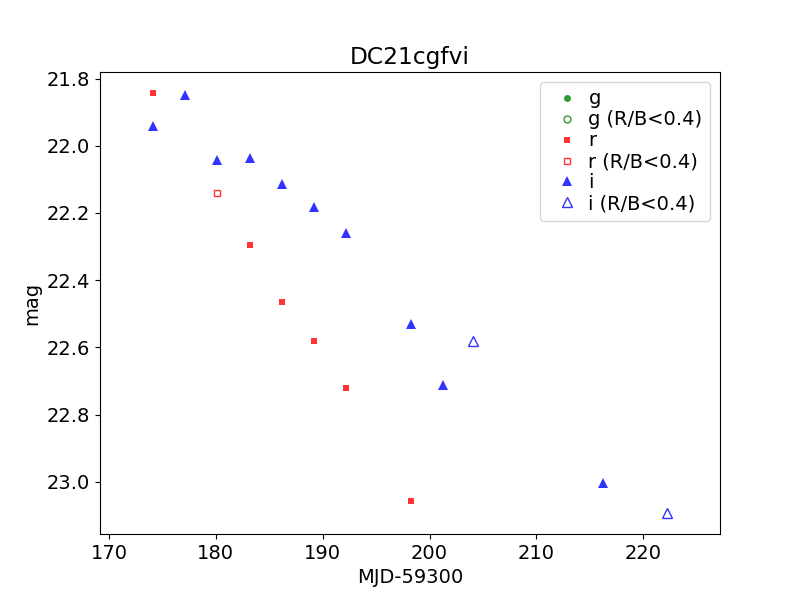 DC21cgfvi
21.8
22.0
22.2
22.4
22.6
22.8
23.0
mag
g
g (R/B<0.4)
r
r (R/B<0.4)
i
i (R/B<0.4)
170 180 190 200 210 220
MJD-59300